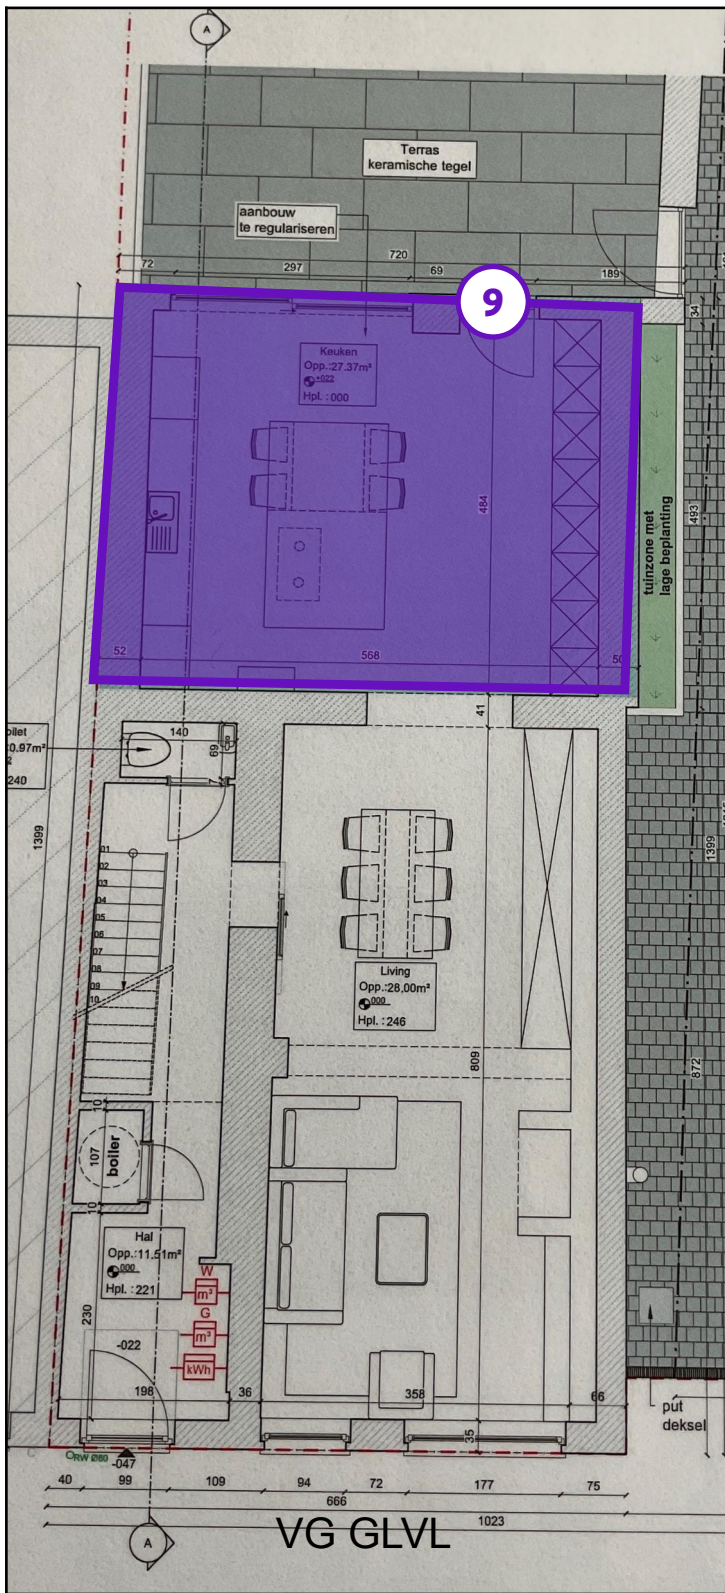 A
Terras
keramische tegel
aanbouw
te regulariseren
720
72
297
69
189
9
34
Keuken
Opp.:27.37m²
+022
Hpl. : 000
484
493
tuinzone met
lage beplanting
52
568
50
41
140
69
7
oilet
0.97m²
2
240
1399
01
02
03
04
05
06
07
08
09
10
1399
Living
Opp.:28,00m²
000
Hpl. : 246
809
872
10
107
boiler
10
Hal
Opp.:11.51m²
000
Hpl. : 221
W
m³
G
m³
kWh
230
-022
198
36
358
66
35
put
deksel
RW Ø80
-047
40
99
109
94
72
177
75
666
1023
VG GLVL
A